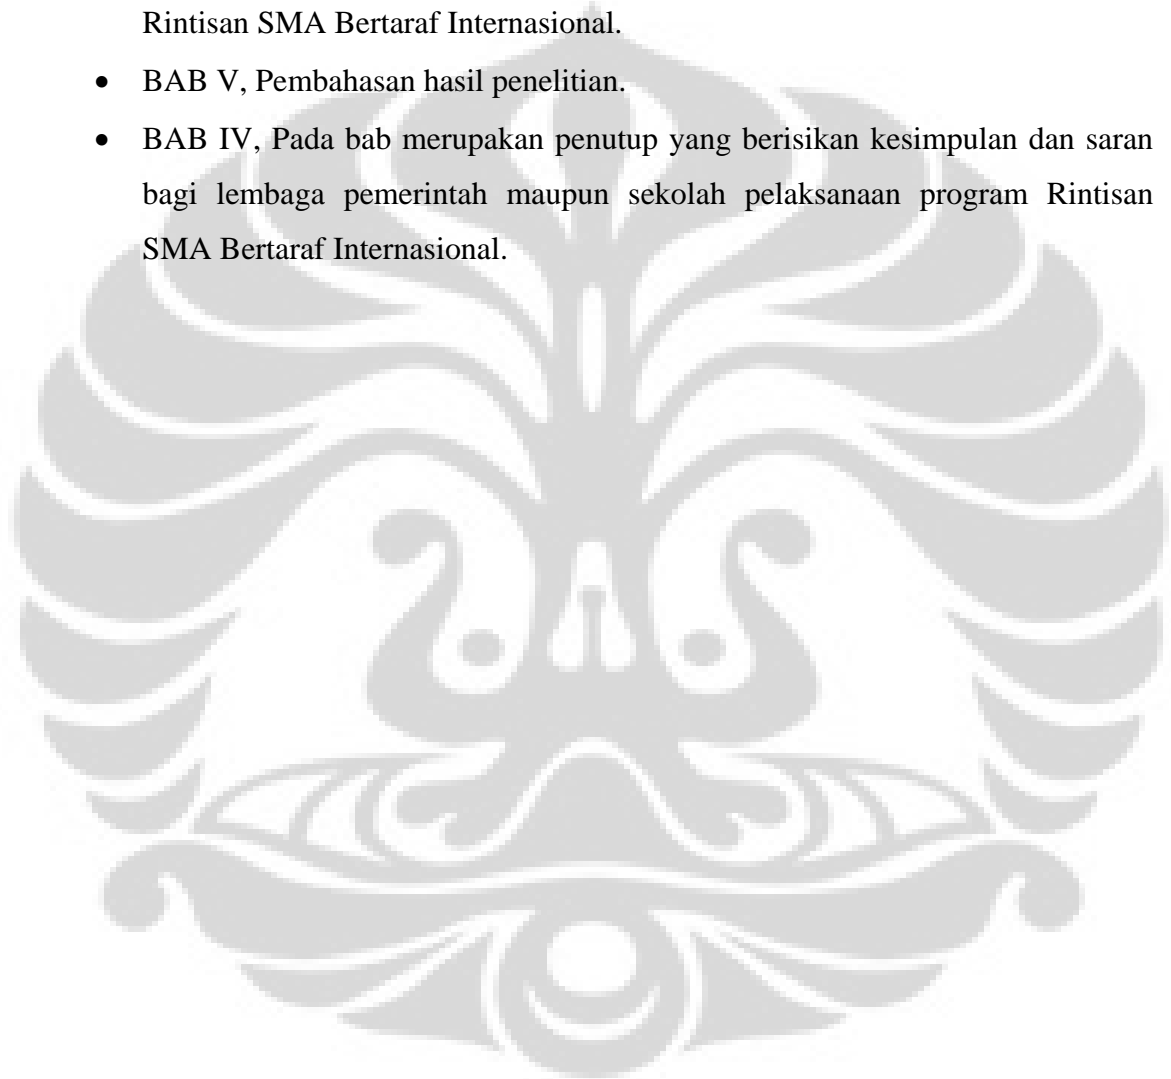 Rintisan SMA Bertaraf Internasional.
• BAB V, Pembahasan hasil penelitian.
• BAB IV, Pada bab merupakan penutup yang berisikan kesimpulan dan saran
bagi lembaga pemerintah maupun sekolah pelaksanaan program Rintisan
SMA Bertaraf Internasional.